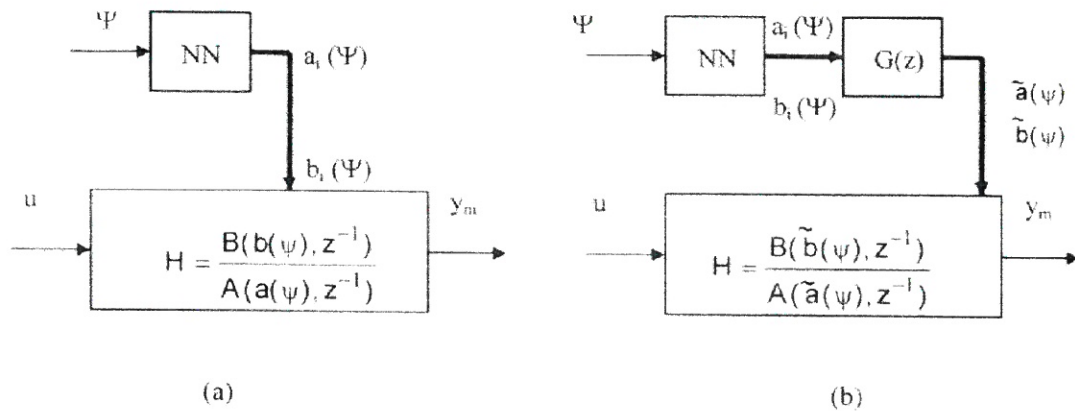 Ψ
NN
a_i (Ψ)
b_i (Ψ)
u
y_m
H = B(b(ψ), z^{-1}) / A(a(ψ), z^{-1})
(a)
Ψ
NN
a_i (Ψ)
b_i (Ψ)
G(z)
ã(ψ)
b̃(ψ)
u
y_m
H = B(b̃(ψ), z^{-1}) / A(ã(ψ), z^{-1})
(b)